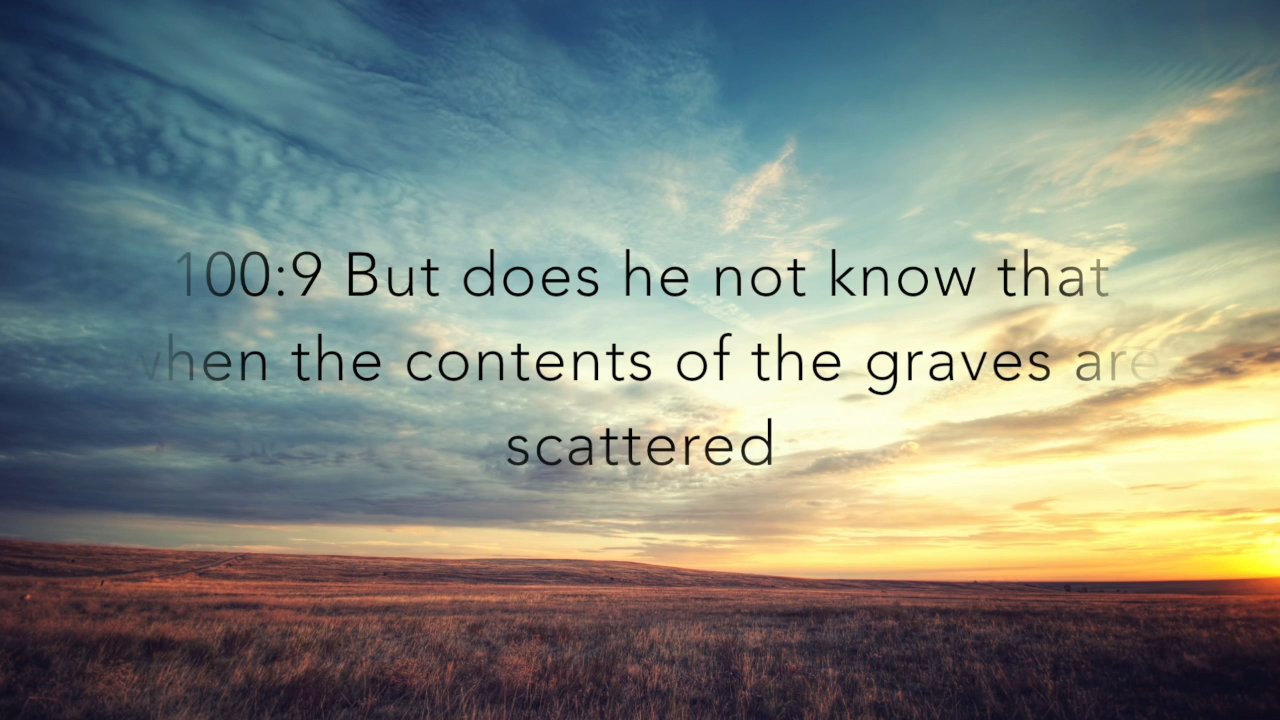 100:9 But does he not know that
when the contents of the graves are
scattered